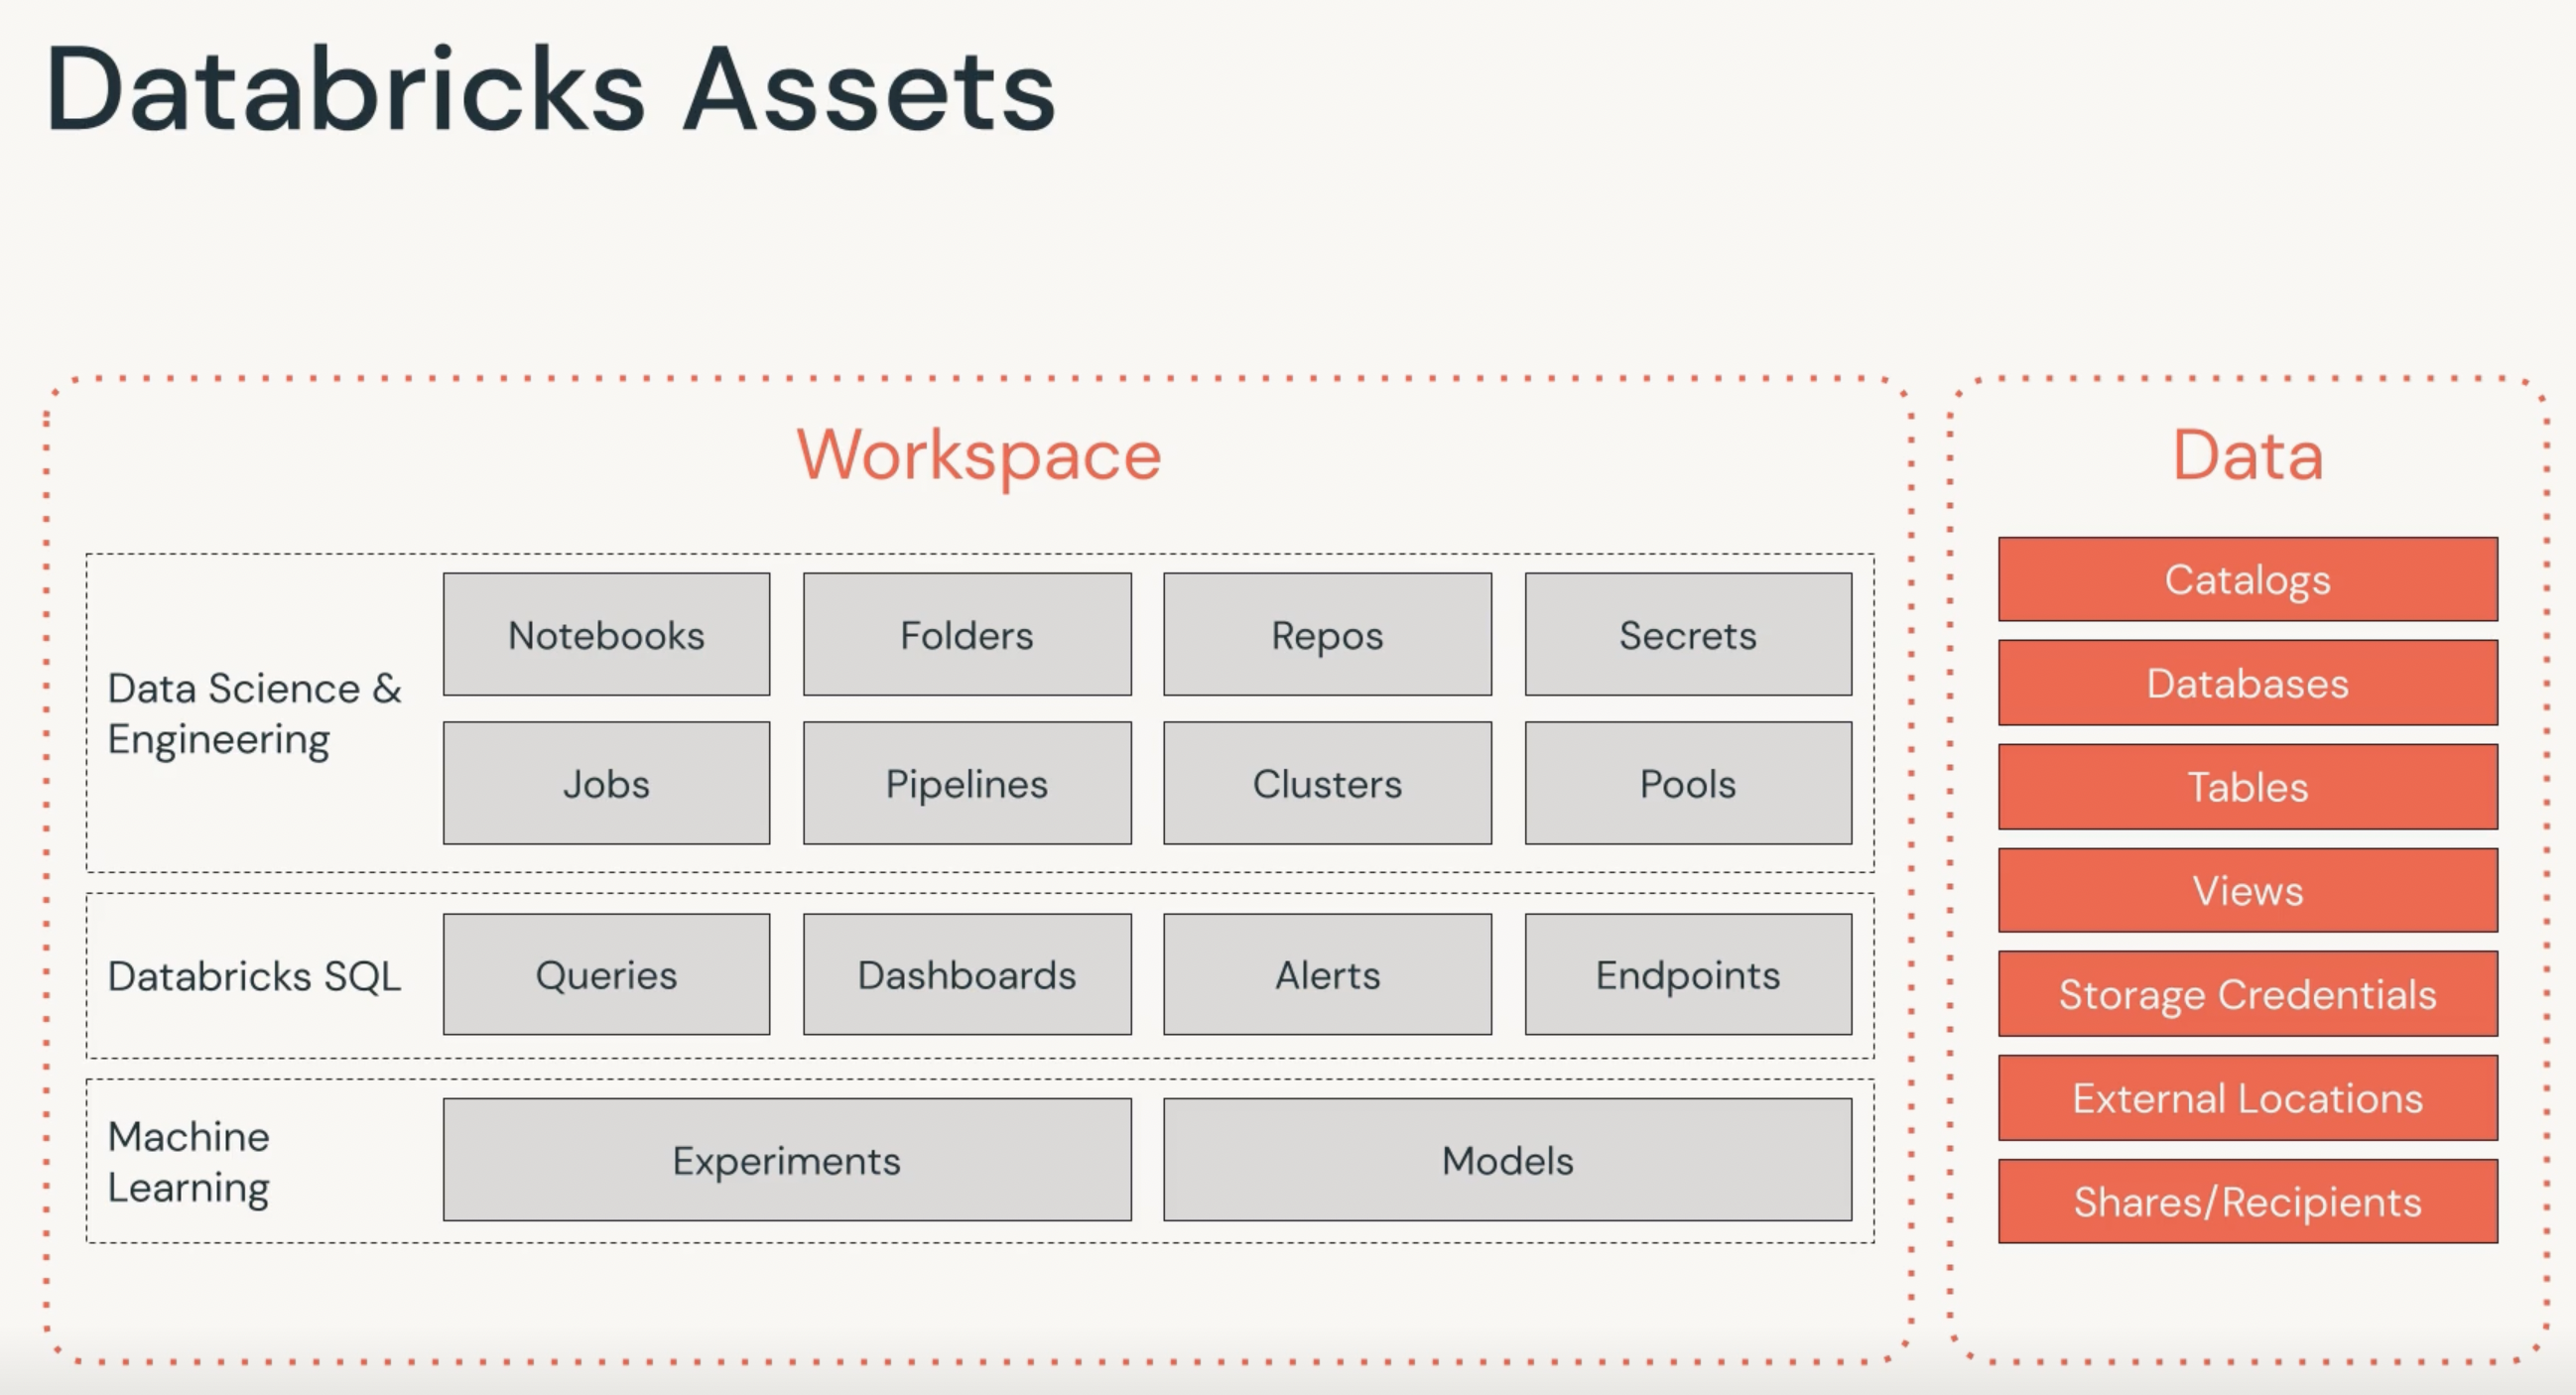 Databricks Assets
Workspace
Data Science &
Engineering
Notebooks
Folders
Repos
Secrets
Jobs
Pipelines
Clusters
Pools
Databricks SQL
Queries
Dashboards
Alerts
Endpoints
Machine
Learning
Experiments
Models
Data
Catalogs
Databases
Tables
Views
Storage Credentials
External Locations
Shares/Recipients